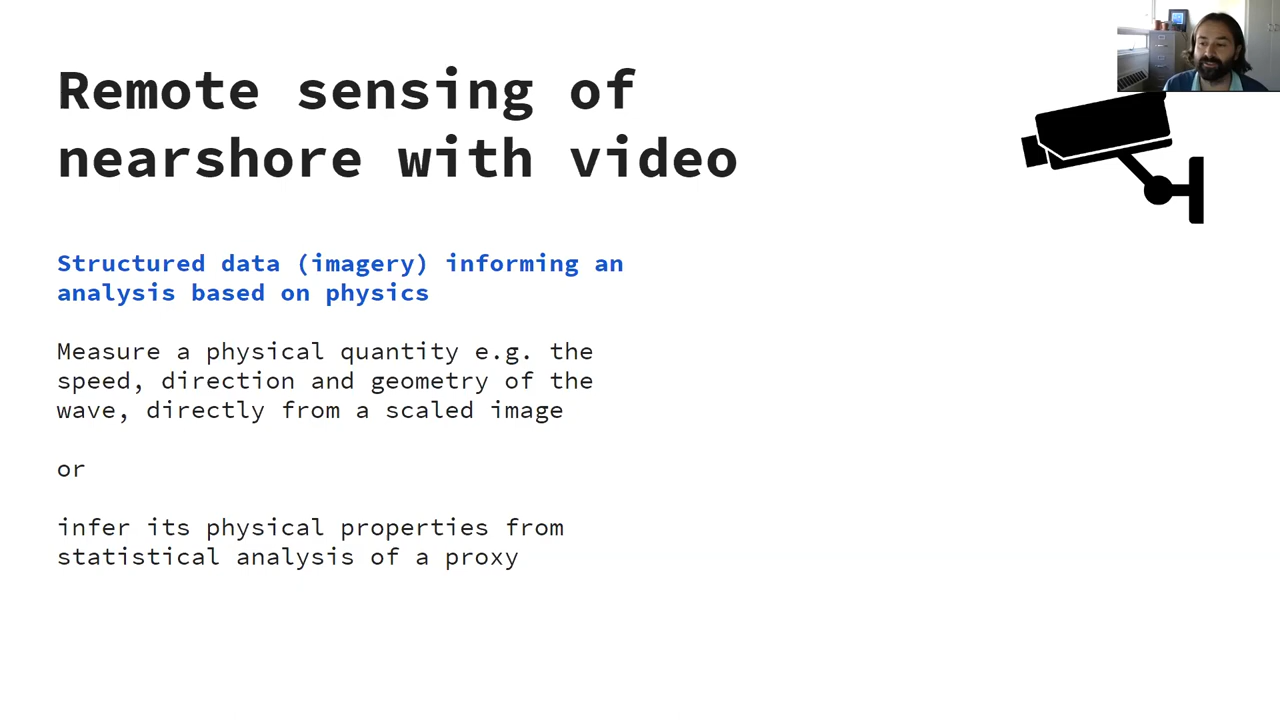 Remote sensing of
nearshore with video
Structured data (imagery) informing an
analysis based on physics
Measure a physical quantity e.g. the
speed, direction and geometry of the
wave, directly from a scaled image
or
infer its physical properties from
statistical analysis of a proxy